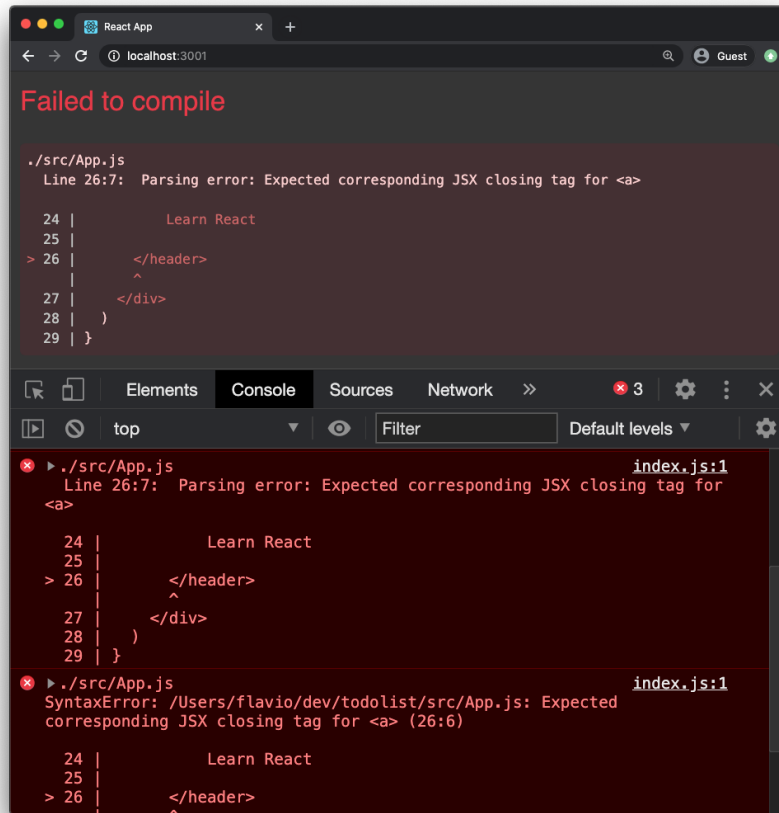 React App
localhost:3001
Guest
Failed to compile
./src/App.js
  Line 26:7:  Parsing error: Expected corresponding JSX closing tag for <a>
  24 |           Learn React
  25 |
> 26 |       </header>
     |       ^
  27 |     </div>
  28 |   )
  29 | }
Elements Console Sources Network » 3
top Filter Default levels ▼
./src/App.js index.js:1
  Line 26:7:  Parsing error: Expected corresponding JSX closing tag for
<a>
  24 |           Learn React
  25 |
> 26 |       </header>
     |       ^
  27 |     </div>
  28 |   )
  29 | }
./src/App.js index.js:1
SyntaxError: /Users/flavio/dev/todolist/src/App.js: Expected
corresponding JSX closing tag for <a> (26:6)
  24 |           Learn React
  25 |
> 26 |       </header>
     |       ^